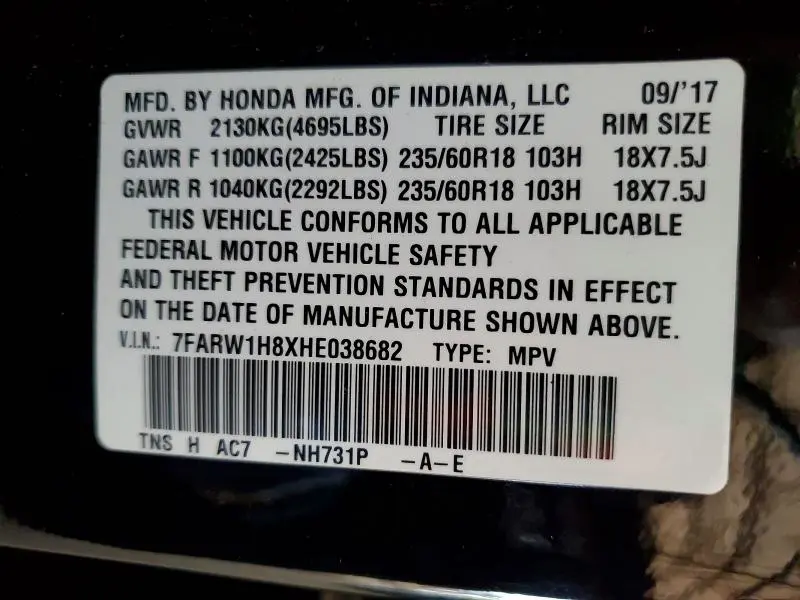 MFD. BY HONDA MFG. OF INDIANA, LLC 09/'17
GVWR 2130KG(4695LBS) TIRE SIZE RIM SIZE
GAWR F 1100KG(2425LBS) 235/60R18 103H 18X7.5J
GAWR R 1040KG(2292LBS) 235/60R18 103H 18X7.5J
THIS VEHICLE CONFORMS TO ALL APPLICABLE
FEDERAL MOTOR VEHICLE SAFETY
AND THEFT PREVENTION STANDARDS IN EFFECT
ON THE DATE OF MANUFACTURE SHOWN ABOVE.
V.I.N.: 7FARW1H8XHE038682 TYPE: MPV
TNS H AC7 -NH731P -A-E